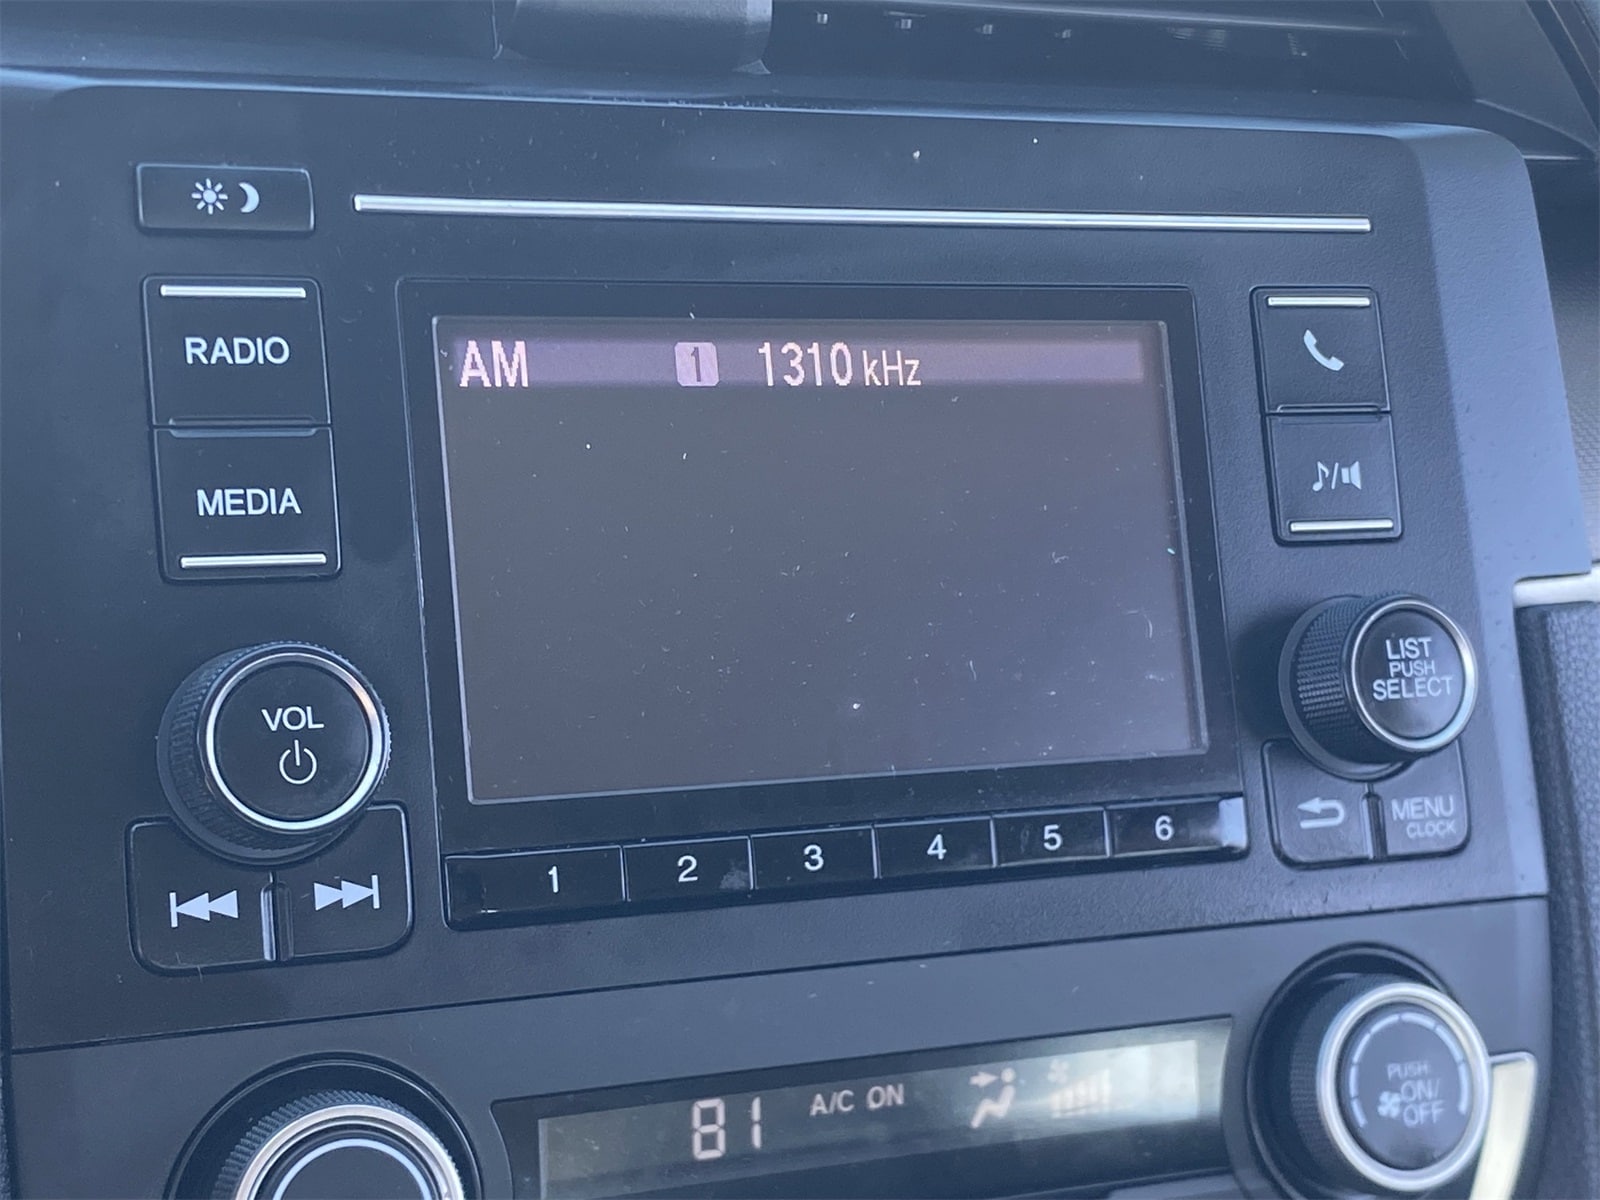 RADIO
MEDIA
AM 1 1310 kHz
VOL
LIST
PUSH
SELECT
MENU
CLOCK
1 2 3 4 5 6
81 A/C ON
PUSH
ON/
OFF